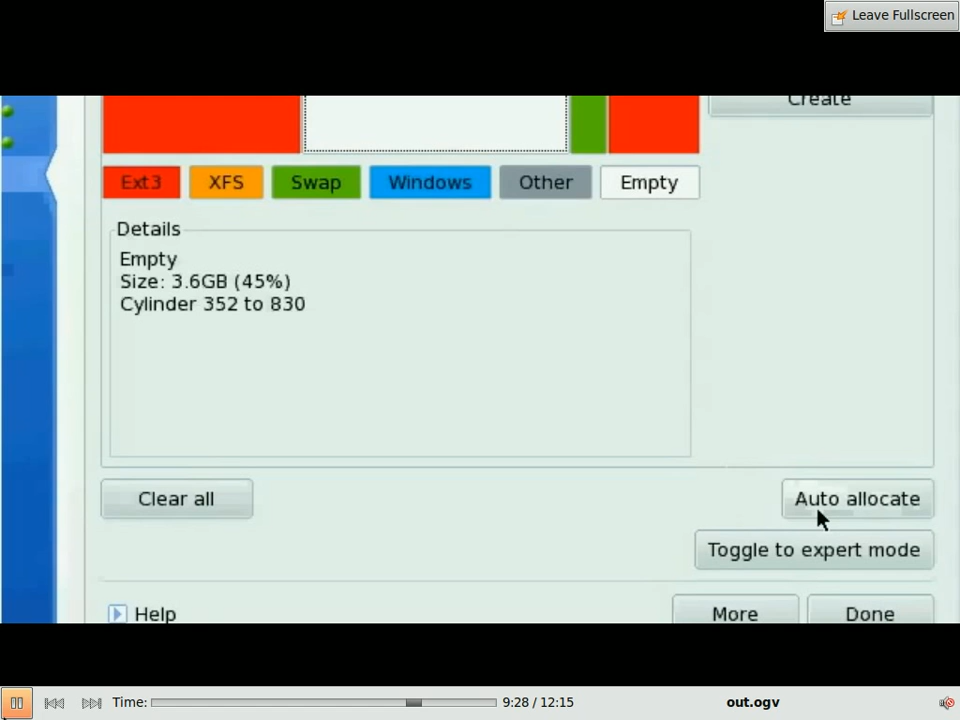 Leave Fullscreen
Create
Ext3 XFS Swap Windows Other Empty
Details
Empty
Size: 3.6GB (45%)
Cylinder 352 to 830
Clear all Auto allocate
Toggle to expert mode
Help More Done
Time: 9:28 / 12:15 out.ogv